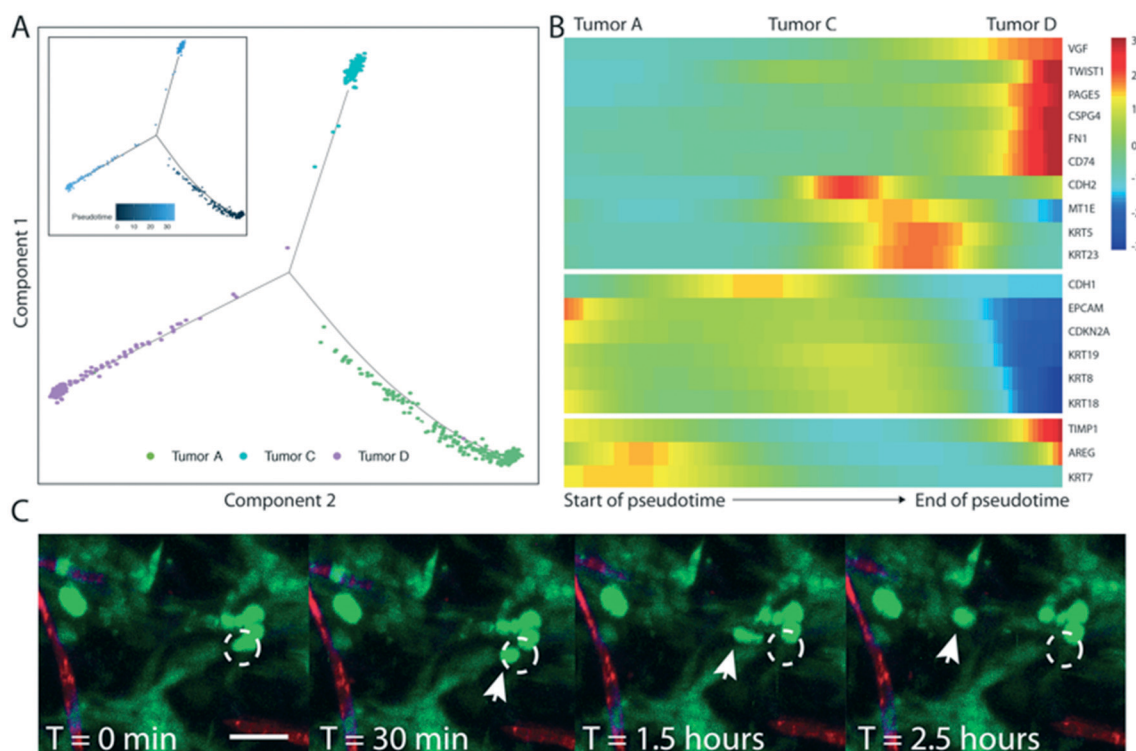 A
Pseudotime
0 10 20 30
Component 1
Tumor A Tumor C Tumor D
Component 2
B
Tumor A Tumor C Tumor D
VGF
TWIST1
PAGE5
CSPG4
FN1
CD74
CDH2
MT1E
KRT5
KRT23
CDH1
EPCAM
CDKN2A
KRT19
KRT8
KRT18
TIMP1
AREG
KRT7
3
2
1
0
Start of pseudotime End of pseudotime
C
T = 0 min
T = 30 min
T = 1.5 hours
T = 2.5 hours